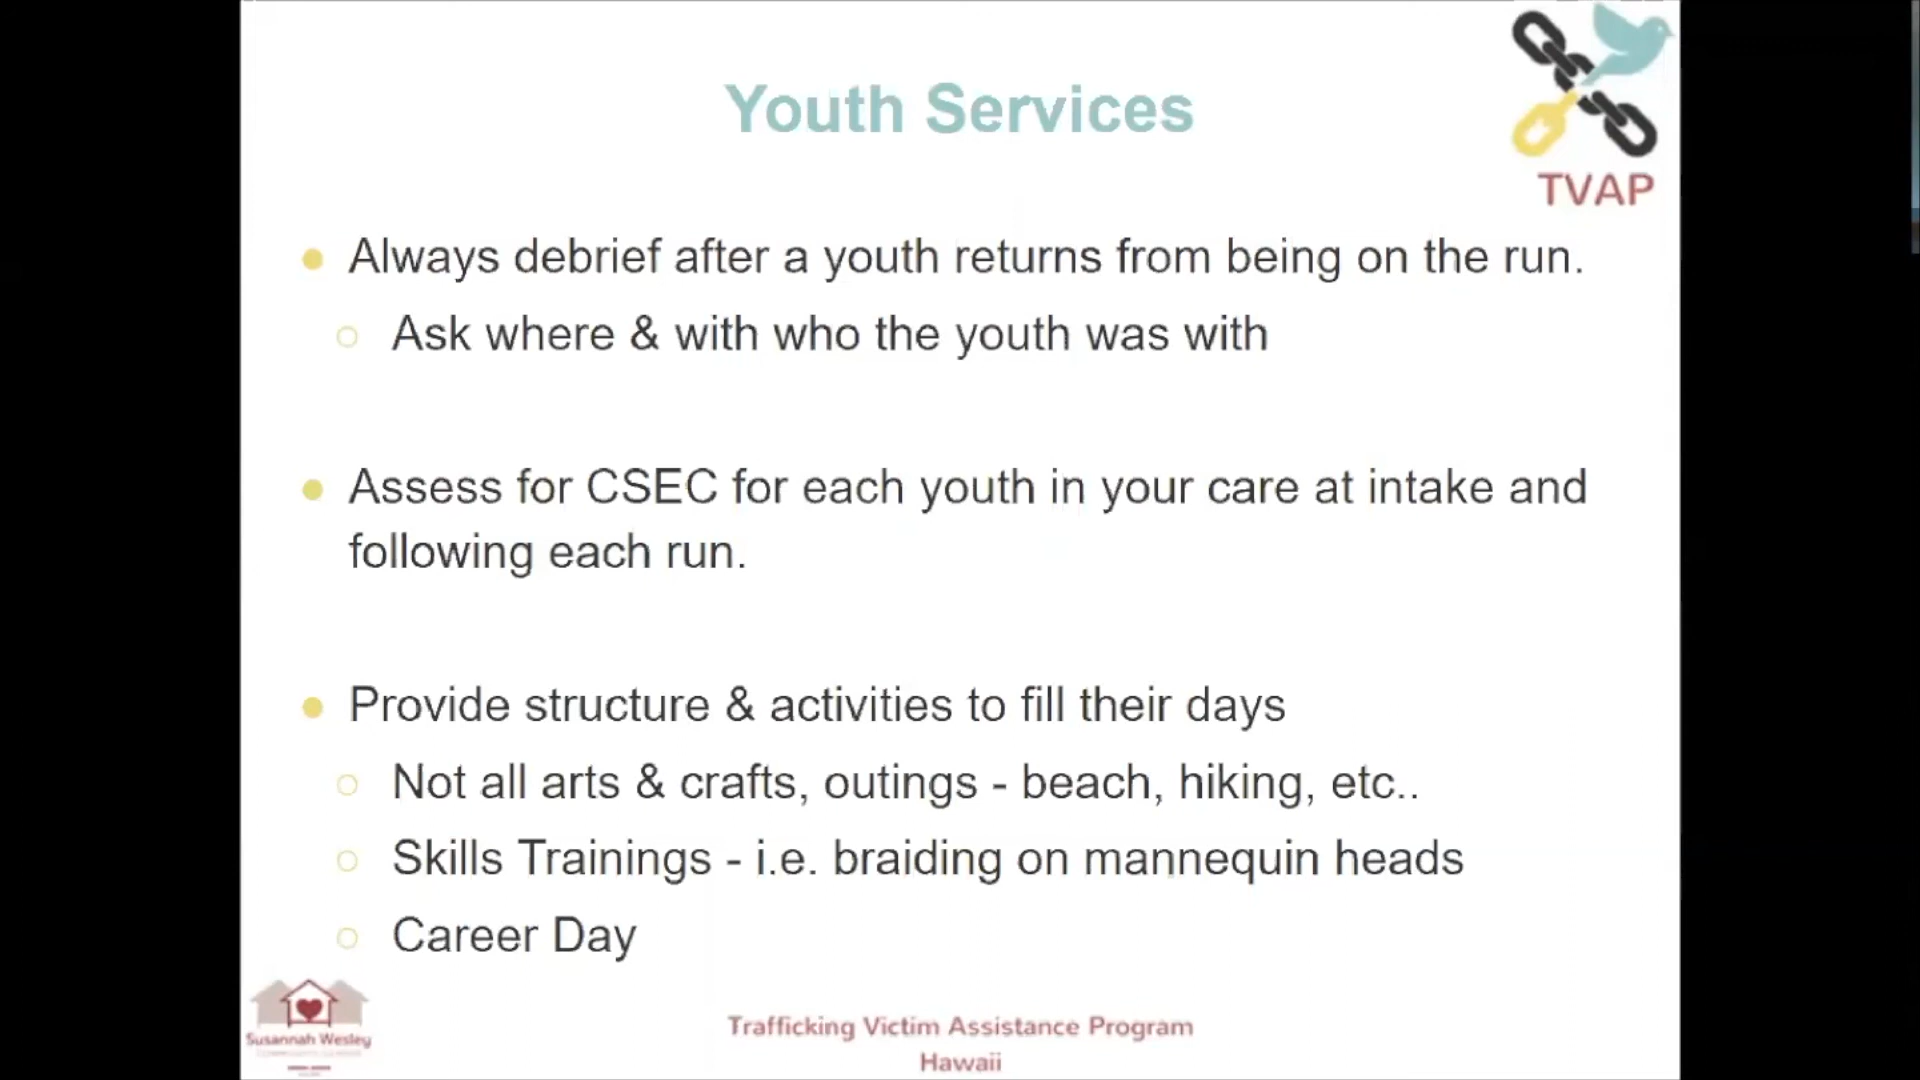 Youth Services
TVAP
● Always debrief after a youth returns from being on the run.
○ Ask where & with who the youth was with
● Assess for CSEC for each youth in your care at intake and
following each run.
● Provide structure & activities to fill their days
○ Not all arts & crafts, outings - beach, hiking, etc..
○ Skills Trainings - i.e. braiding on mannequin heads
○ Career Day
Susannah Wesley
Trafficking Victim Assistance Program
Hawaii